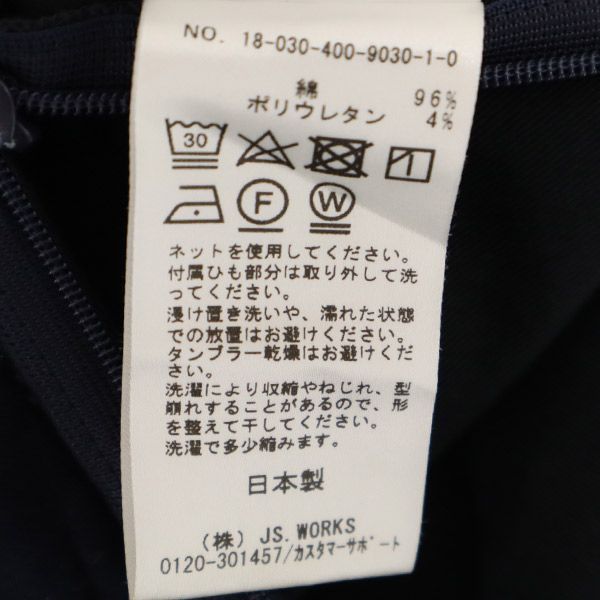 NO. 18-030-400-9030-1-0
綿 96%
ポリウレタン 4%
30
F W
ネットを使用してください。
付属ひも部分は取り外して洗
ってください。
浸け置き洗いや、濡れた状態
での放置はお避けください。
タンブラー乾燥はお避けくだ
さい。
洗濯により収縮やねじれ、型
崩れすることがあるので、形
を整えて干してください。
洗濯で多少縮みます。
日本製
(株) JS.WORKS
0120-301457/カスタマーサポート